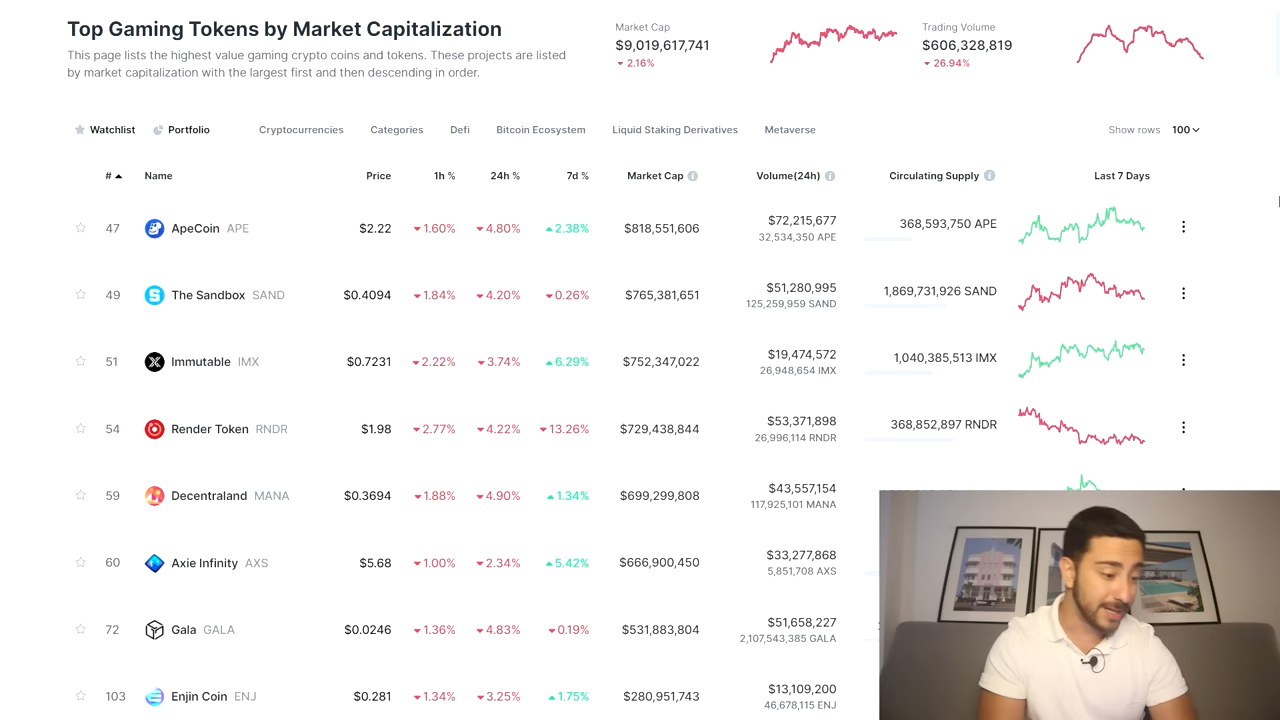 Top Gaming Tokens by Market Capitalization
This page lists the highest value gaming crypto coins and tokens. These projects are listed
by market capitalization with the largest first and then descending in order.
Market Cap
$9,019,617,741
2.16%
Trading Volume
$606,328,819
26.94%
Watchlist Portfolio Cryptocurrencies Categories Defi Bitcoin Ecosystem Liquid Staking Derivatives Metaverse Show rows 100
# Name Price 1h % 24h % 7d % Market Cap Volume(24h) Circulating Supply Last 7 Days
47 ApeCoin APE $2.22 1.60% 4.80% 2.38% $818,551,606 $72,215,677 368,593,750 APE
32,534,350 APE
49 The Sandbox SAND $0.4094 1.84% 4.20% 0.26% $765,381,651 $51,280,995 1,869,731,926 SAND
125,259,959 SAND
51 Immutable IMX $0.7231 2.22% 3.74% 6.29% $752,347,022 $19,474,572 1,040,385,513 IMX
26,948,654 IMX
54 Render Token RNDR $1.98 2.77% 4.22% 13.26% $729,438,844 $53,371,898 368,852,897 RNDR
26,996,114 RNDR
59 Decentraland MANA $0.3694 1.88% 4.90% 1.34% $699,299,808 $43,557,154
117,925,101 MANA
60 Axie Infinity AXS $5.68 1.00% 2.34% 5.42% $666,900,450 $33,277,868
5,851,708 AXS
72 Gala GALA $0.0246 1.36% 4.83% 0.19% $531,883,804 $51,658,227
2,107,543,385 GALA
103 Enjin Coin ENJ $0.281 1.34% 3.25% 1.75% $280,951,743 $13,109,200
46,678,115 ENJ